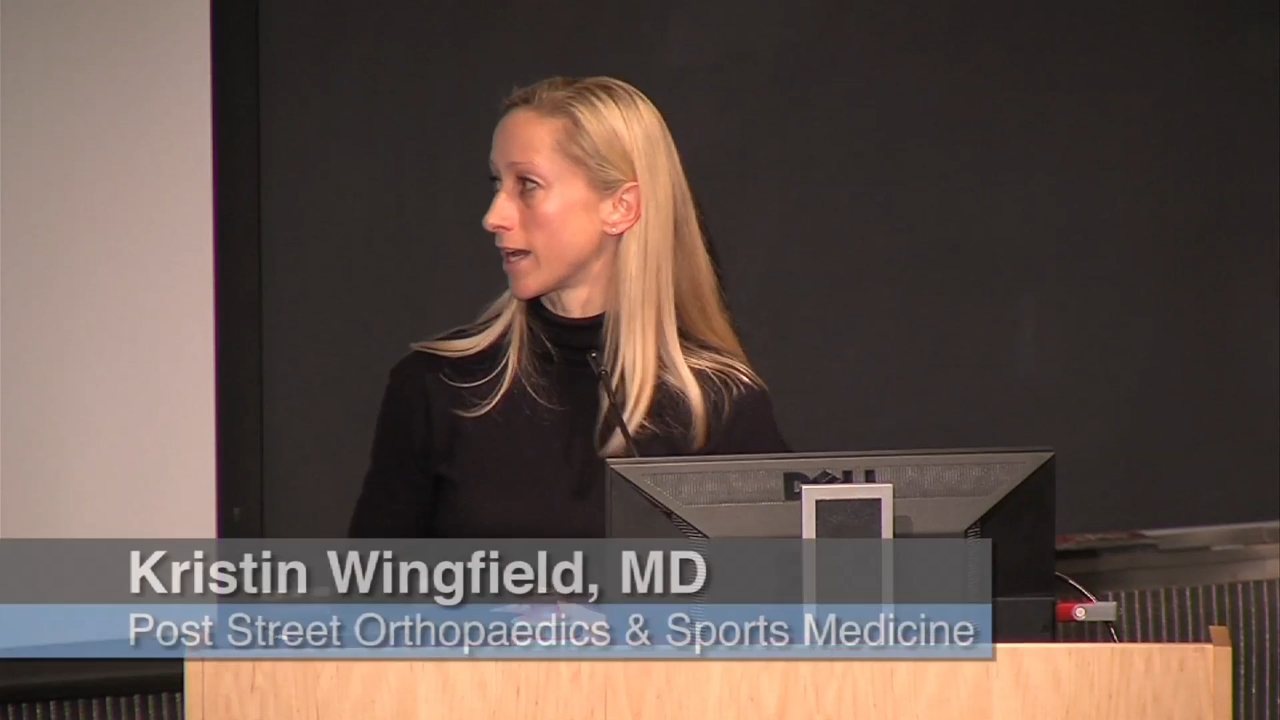 DELL
Kristin Wingfield, MD
Post Street Orthopaedics & Sports Medicine